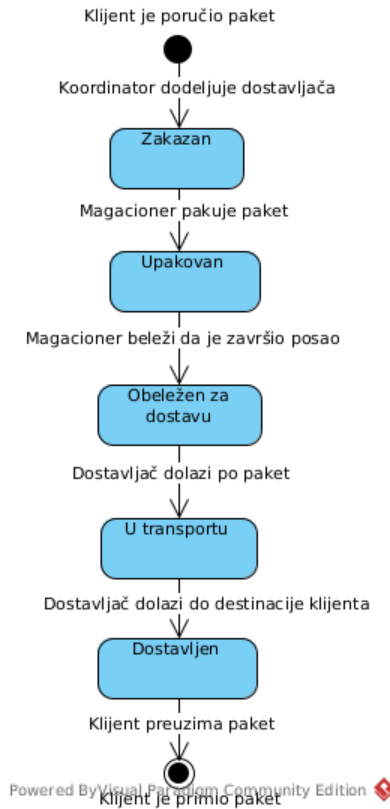 Klijent je poručio paket
Koordinator dodeljuje dostavljača
Zakazan
Magacioner pakuje paket
Upakovan
Magacioner beleži da je završio posao
Obeležen za
dostavu
Dostavljač dolazi po paket
U transportu
Dostavljač dolazi do destinacije klijenta
Dostavljen
Klijent preuzima paket
Powered By Visual Paradigm Community Edition
Klijent je primio paket